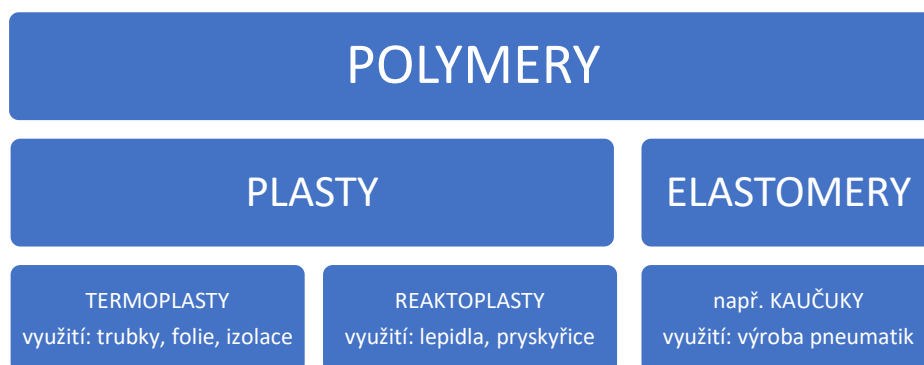 POLYMERY
PLASTY
ELASTOMERY
TERMOPLASTY
využití: trubky, folie, izolace
REAKTOPLASTY
využití: lepidla, pryskyřice
např. KAUČUKY
využití: výroba pneumatik